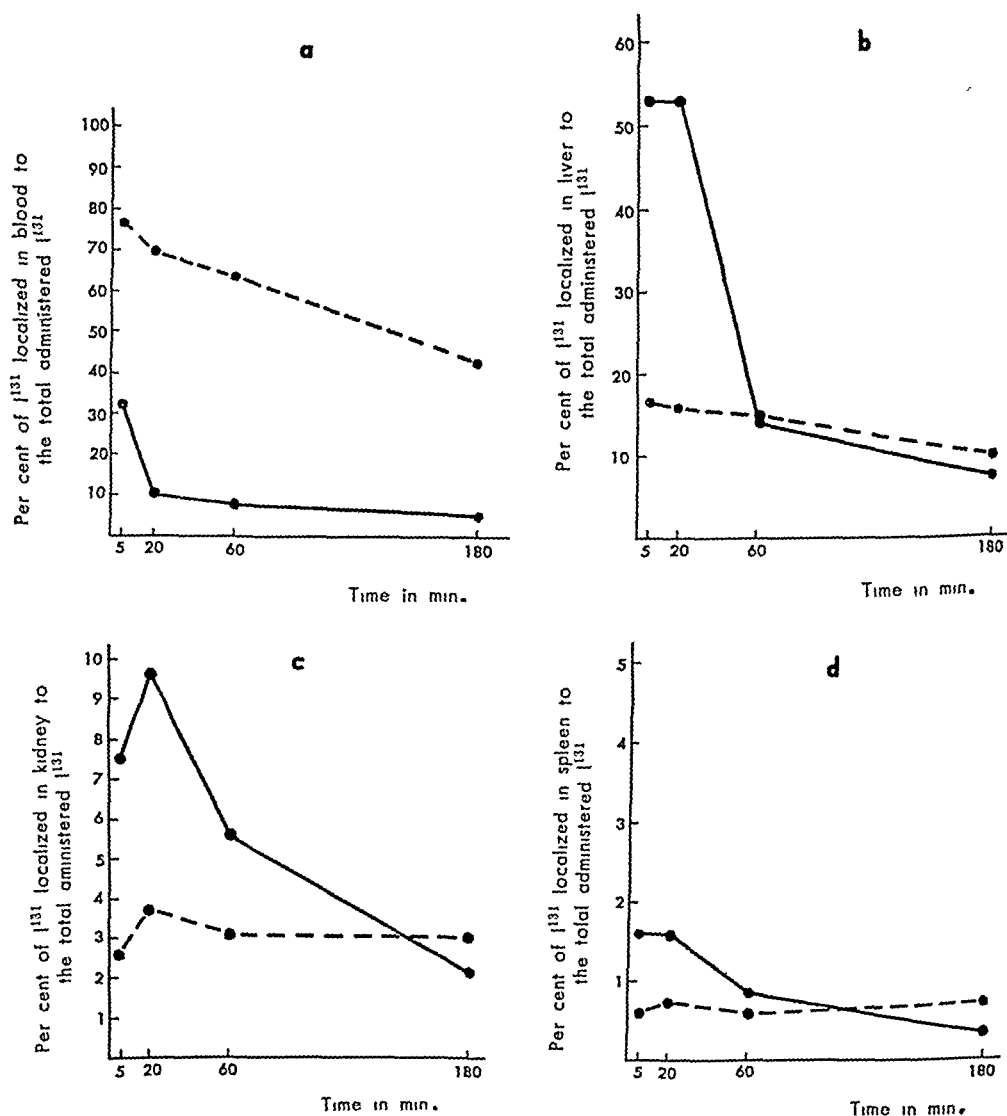 a
Per cent of I¹³¹ localized in blood to
the total administered I¹³¹
100
90
80
70
60
50
40
30
20
10
5 20 60 180
Time in min.
b
Per cent of I¹³¹ localized in liver to
the total administered I¹³¹
60
50
40
30
20
10
5 20 60 180
Time in min.
c
Per cent of I¹³¹ localized in kidney to
the total aministered I¹³¹
10
9
8
7
6
5
4
3
2
1
5 20 60 180
Time in min.
d
Per cent of I¹³¹ localized in spleen to
the total administered I¹³¹
5
4
3
2
1
5 20 60 180
Time in min.